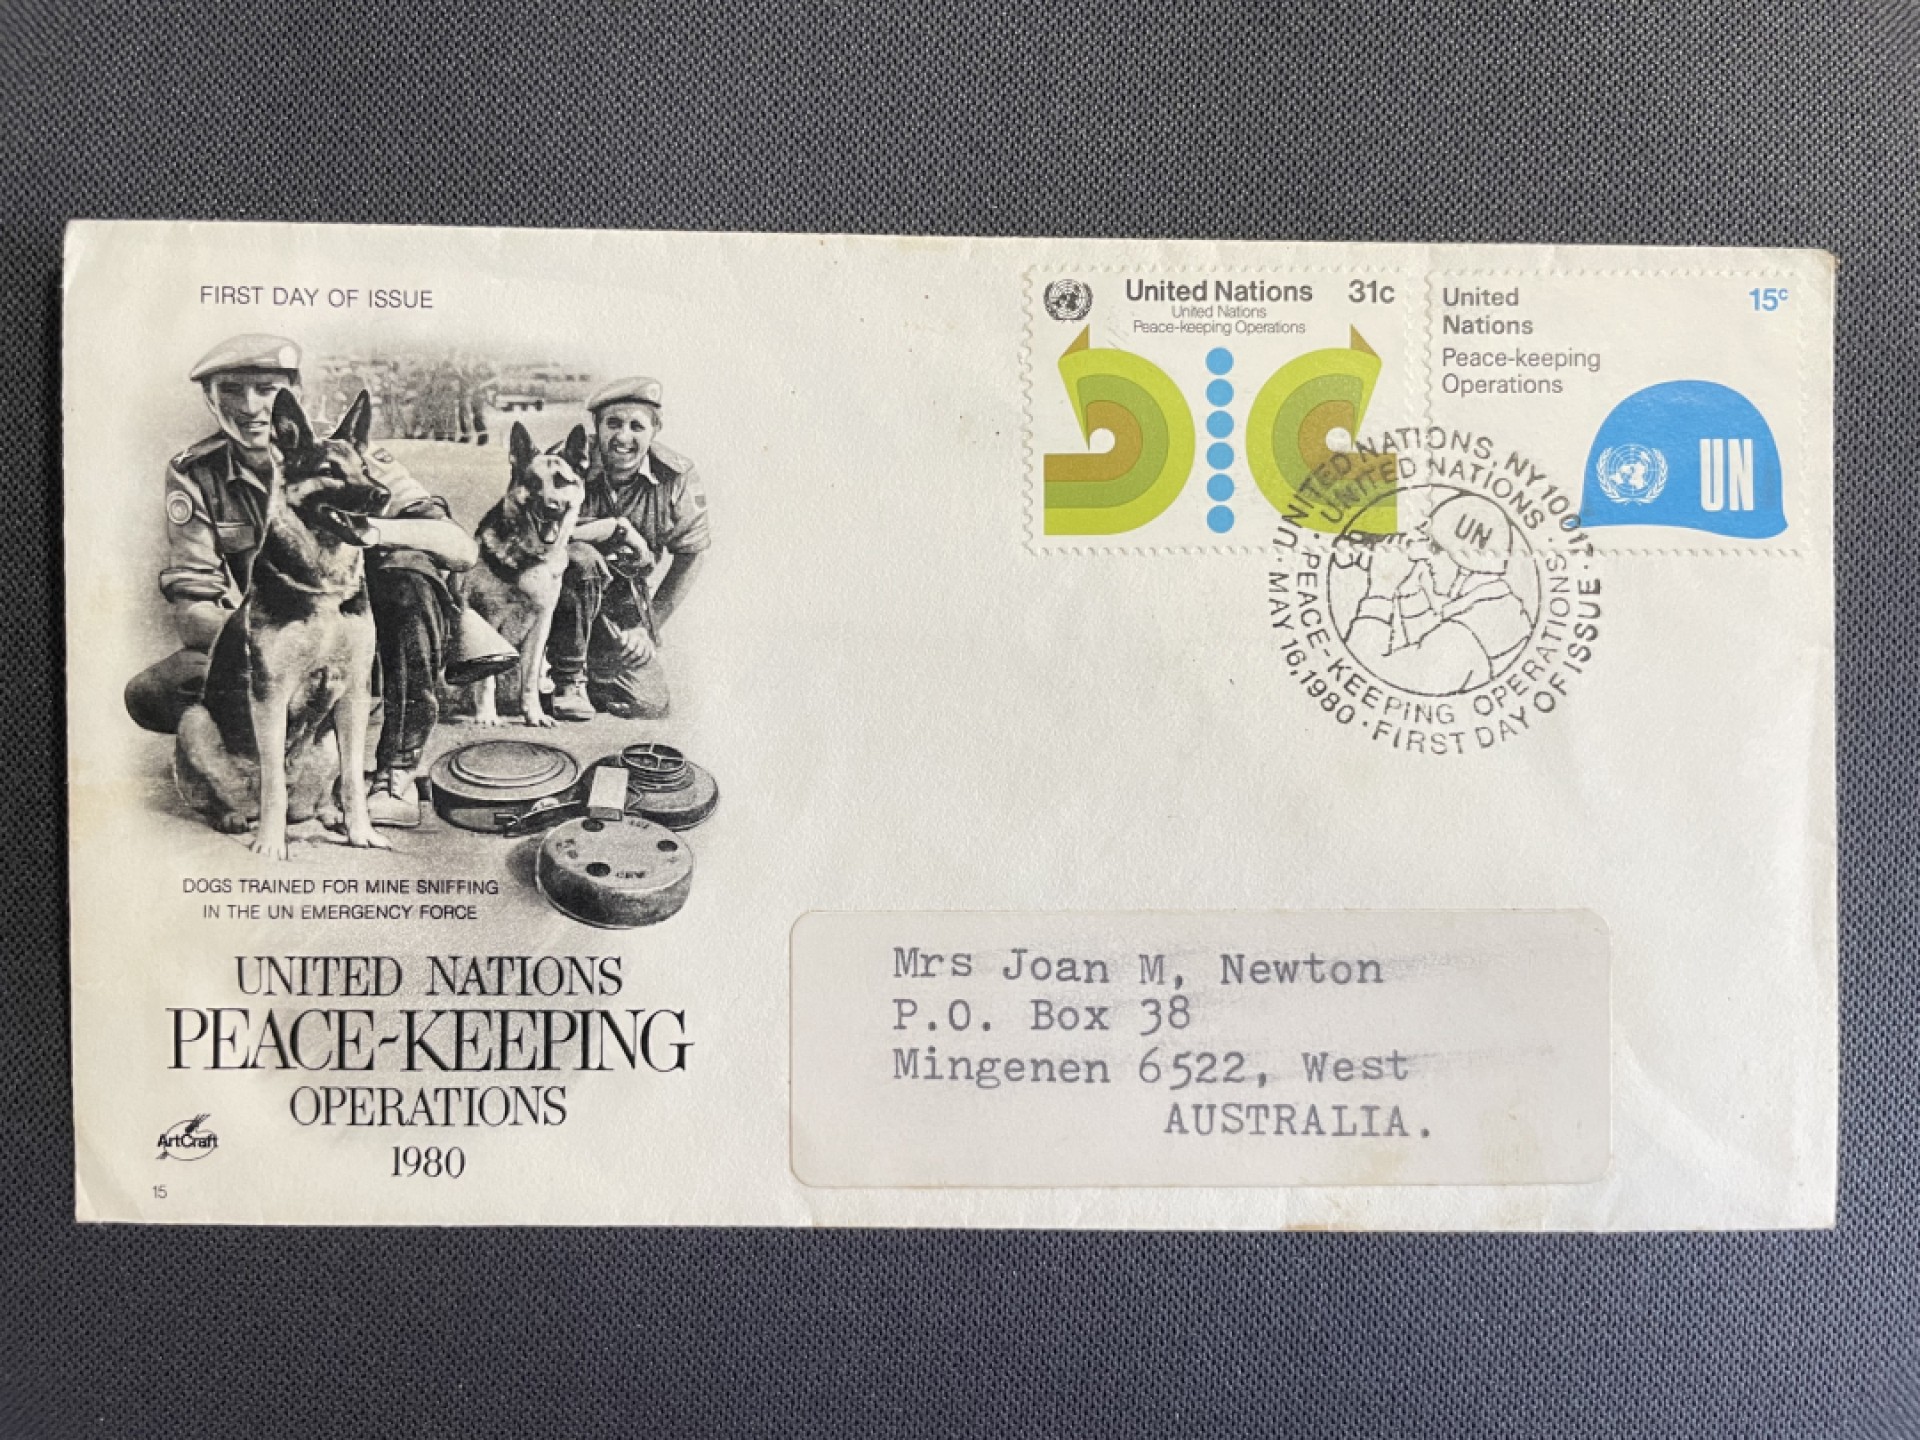 FIRST DAY OF ISSUE
DOGS TRAINED FOR MINE SNIFFING
IN THE UN EMERGENCY FORCE
UNITED NATIONS
PEACE-KEEPING
OPERATIONS
1980
ArtCraft
15
United Nations 31c
United Nations
Peace-keeping Operations
United
Nations
15c
Peace-keeping
Operations
UN
UNITED NATIONS, NY 10017 · FIRST DAY OF ISSUE · MAY 16, 1980
UNITED NATIONS · PEACE-KEEPING OPERATIONS
UN
Mrs Joan M, Newton
P.O. Box 38
Mingenen 6522, West
AUSTRALIA.